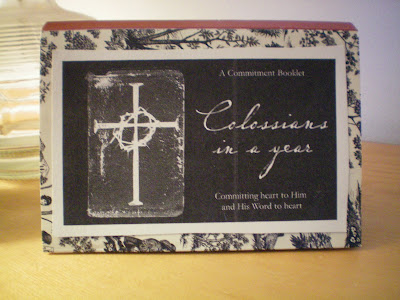 A Commitment Booklet
Colossians
in a year
Committing heart to Him
and His Word to heart